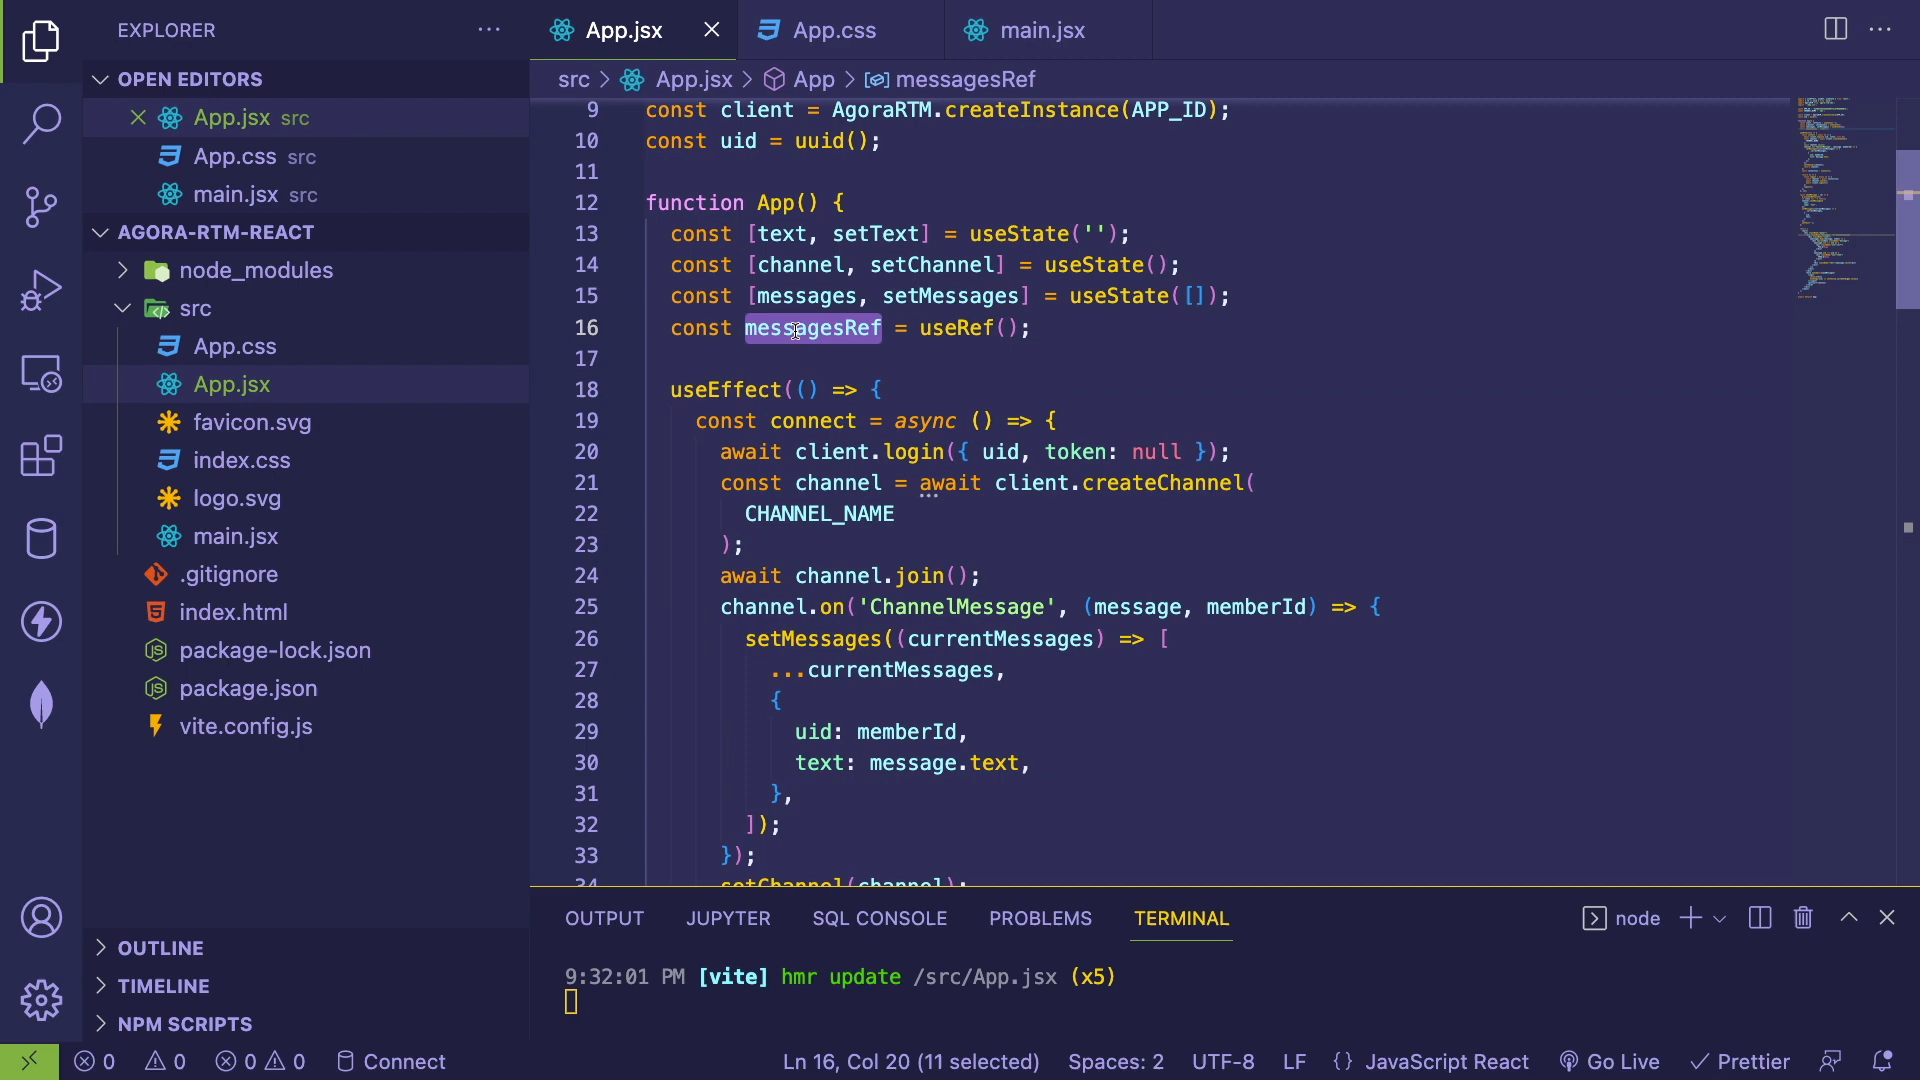 EXPLORER
App.jsx
App.css
main.jsx
OPEN EDITORS
App.jsx src
App.css src
main.jsx src
AGORA-RTM-REACT
node_modules
src
App.css
App.jsx
favicon.svg
index.css
logo.svg
main.jsx
.gitignore
index.html
package-lock.json
package.json
vite.config.js
OUTLINE
TIMELINE
NPM SCRIPTS
src > App.jsx > App > messagesRef
9 const client = AgoraRTM.createInstance(APP_ID);
10 const uid = uuid();
11
12 function App() {
13 const [text, setText] = useState('');
14 const [channel, setChannel] = useState();
15 const [messages, setMessages] = useState([]);
16 const messagesRef = useRef();
17
18 useEffect(() => {
19 const connect = async () => {
20 await client.login({ uid, token: null });
21 const channel = await client.createChannel(
22 CHANNEL_NAME
23 );
24 await channel.join();
25 channel.on('ChannelMessage', (message, memberId) => {
26 setMessages((currentMessages) => [
27 ...currentMessages,
28 {
29 uid: memberId,
30 text: message.text,
31 },
32 ]);
33 });
34 setChannel(channel);
OUTPUT JUPYTER SQL CONSOLE PROBLEMS TERMINAL node
9:32:01 PM [vite] hmr update /src/App.jsx (x5)
0 0 0 0 Connect Ln 16, Col 20 (11 selected) Spaces: 2 UTF-8 LF {} JavaScript React Go Live Prettier